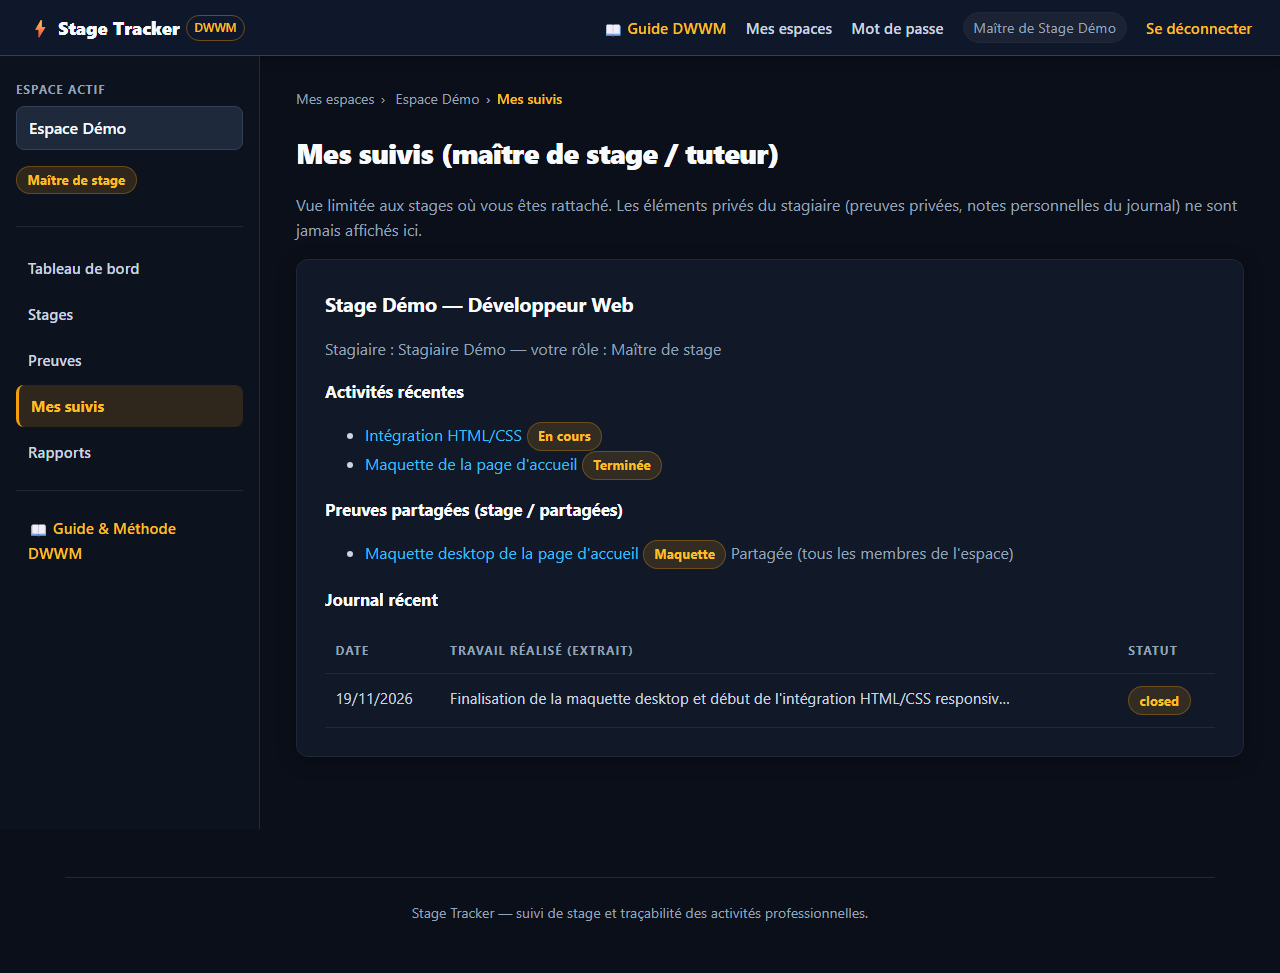 Stage Tracker DWWM
Guide DWWM
Mes espaces
Mot de passe
Maître de Stage Démo
Se déconnecter
ESPACE ACTIF
Espace Démo
Maître de stage
Tableau de bord
Stages
Preuves
Mes suivis
Rapports
Guide & Méthode
DWWM
Mes espaces › Espace Démo › Mes suivis
Mes suivis (maître de stage / tuteur)
Vue limitée aux stages où vous êtes rattaché. Les éléments privés du stagiaire (preuves privées, notes personnelles du journal) ne sont
jamais affichés ici.
Stage Démo — Développeur Web
Stagiaire : Stagiaire Démo — votre rôle : Maître de stage
Activités récentes
Intégration HTML/CSS En cours
Maquette de la page d'accueil Terminée
Preuves partagées (stage / partagées)
Maquette desktop de la page d'accueil Maquette Partagée (tous les membres de l'espace)
Journal récent
DATE TRAVAIL RÉALISÉ (EXTRAIT) STATUT
19/11/2026 Finalisation de la maquette desktop et début de l'intégration HTML/CSS responsiv... closed
Stage Tracker — suivi de stage et traçabilité des activités professionnelles.